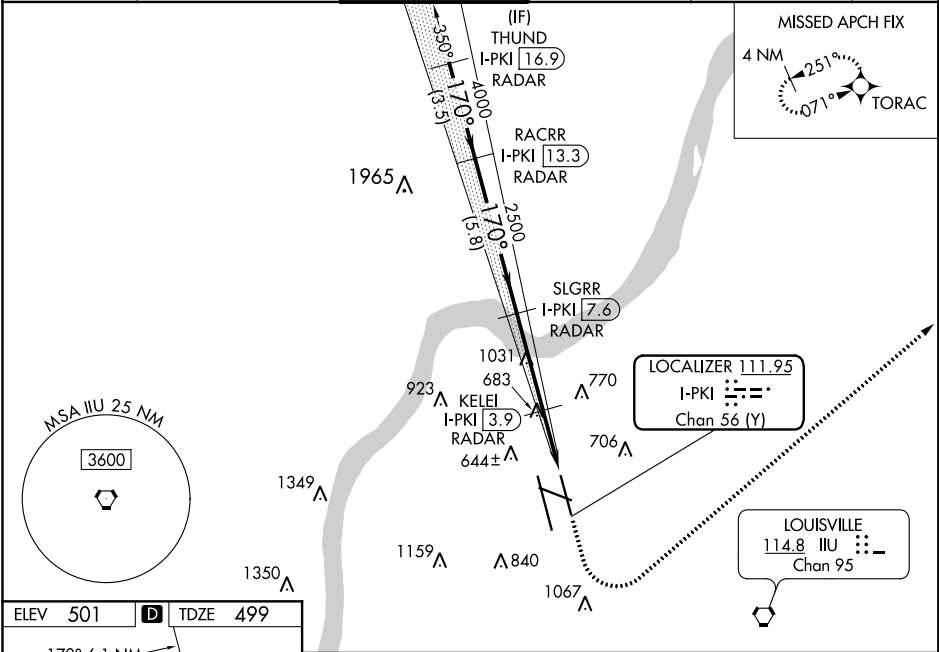 (IF)
THUND
I-PKI 16.9
RADAR
350°
170°
4000
(3.5)
RACRR
I-PKI 13.3
RADAR
1965
170°
2500
(5.8)
SLGRR
I-PKI 7.6
RADAR
MISSED APCH FIX
4 NM
251°
071°
TORAC
1031
683
923
770
KELEI
I-PKI 3.9
RADAR
644±
706
LOCALIZER 111.95
I-PKI
Chan 56 (Y)
MSA IIU 25 NM
3600
1349
1159
840
1350
1067
LOUISVILLE
114.8 IIU
Chan 95
ELEV 501 D TDZE 499